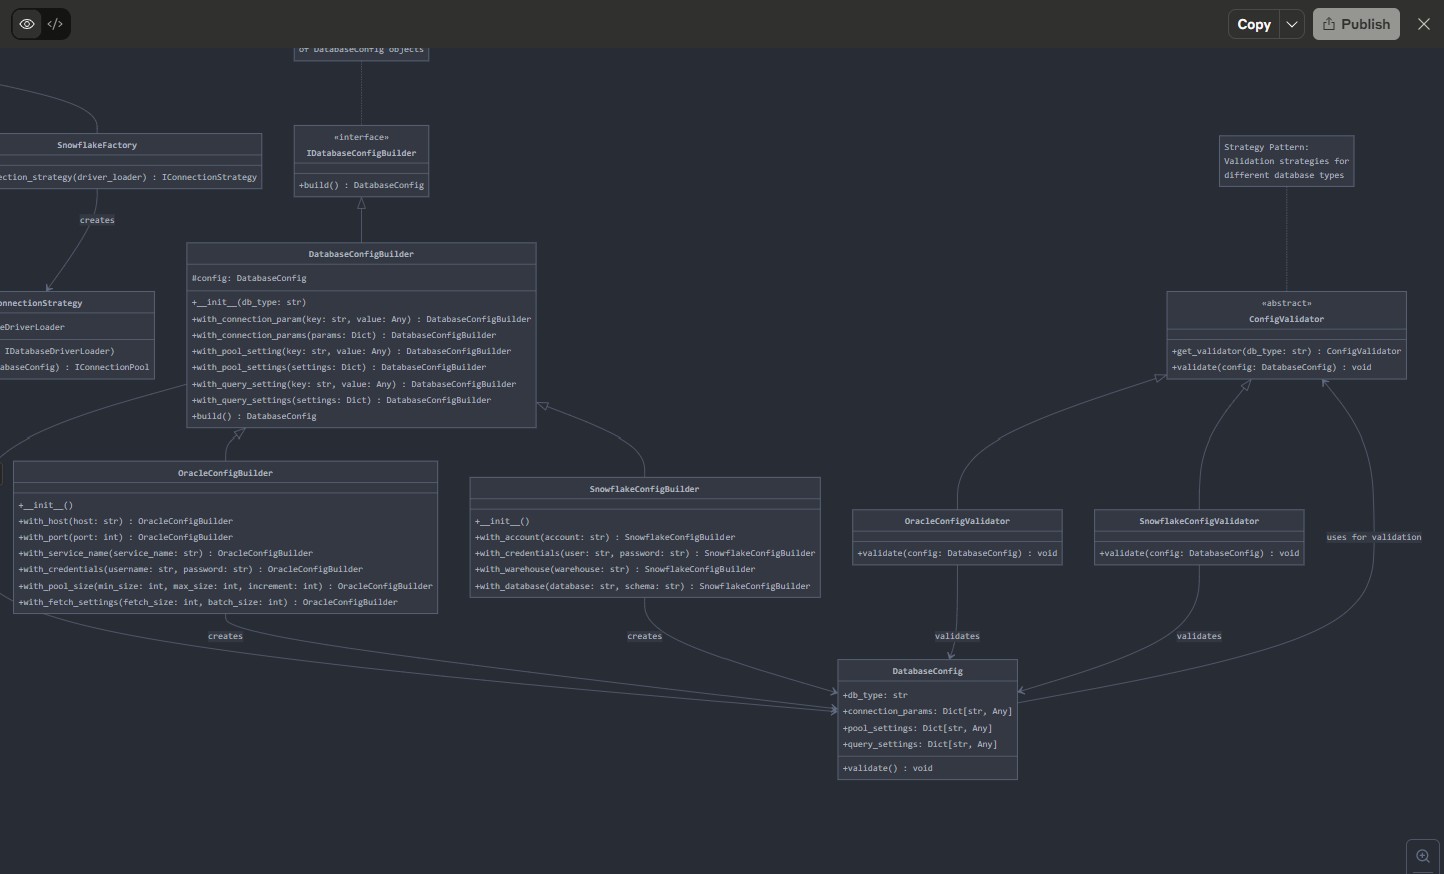 </>
Copy
Publish
of DatabaseConfig objects
SnowflakeFactory
ection_strategy(driver_loader) : IConnectionStrategy
creates
«interface»
IDatabaseConfigBuilder
+build() : DatabaseConfig
Strategy Pattern:
Validation strategies for
different database types
DatabaseConfigBuilder
#config: DatabaseConfig
+__init__(db_type: str)
+with_connection_param(key: str, value: Any) : DatabaseConfigBuilder
+with_connection_params(params: Dict) : DatabaseConfigBuilder
+with_pool_setting(key: str, value: Any) : DatabaseConfigBuilder
+with_pool_settings(settings: Dict) : DatabaseConfigBuilder
+with_query_setting(key: str, value: Any) : DatabaseConfigBuilder
+with_query_settings(settings: Dict) : DatabaseConfigBuilder
+build() : DatabaseConfig
onnectionStrategy
eDriverLoader
IDatabaseDriverLoader)
abaseConfig) : IConnectionPool
«abstract»
ConfigValidator
+get_validator(db_type: str) : ConfigValidator
+validate(config: DatabaseConfig) : void
OracleConfigBuilder
+__init__()
+with_host(host: str) : OracleConfigBuilder
+with_port(port: int) : OracleConfigBuilder
+with_service_name(service_name: str) : OracleConfigBuilder
+with_credentials(username: str, password: str) : OracleConfigBuilder
+with_pool_size(min_size: int, max_size: int, increment: int) : OracleConfigBuilder
+with_fetch_settings(fetch_size: int, batch_size: int) : OracleConfigBuilder
SnowflakeConfigBuilder
+__init__()
+with_account(account: str) : SnowflakeConfigBuilder
+with_credentials(user: str, password: str) : SnowflakeConfigBuilder
+with_warehouse(warehouse: str) : SnowflakeConfigBuilder
+with_database(database: str, schema: str) : SnowflakeConfigBuilder
OracleConfigValidator
+validate(config: DatabaseConfig) : void
SnowflakeConfigValidator
+validate(config: DatabaseConfig) : void
uses for validation
creates
creates
validates
validates
DatabaseConfig
+db_type: str
+connection_params: Dict[str, Any]
+pool_settings: Dict[str, Any]
+query_settings: Dict[str, Any]
+validate() : void